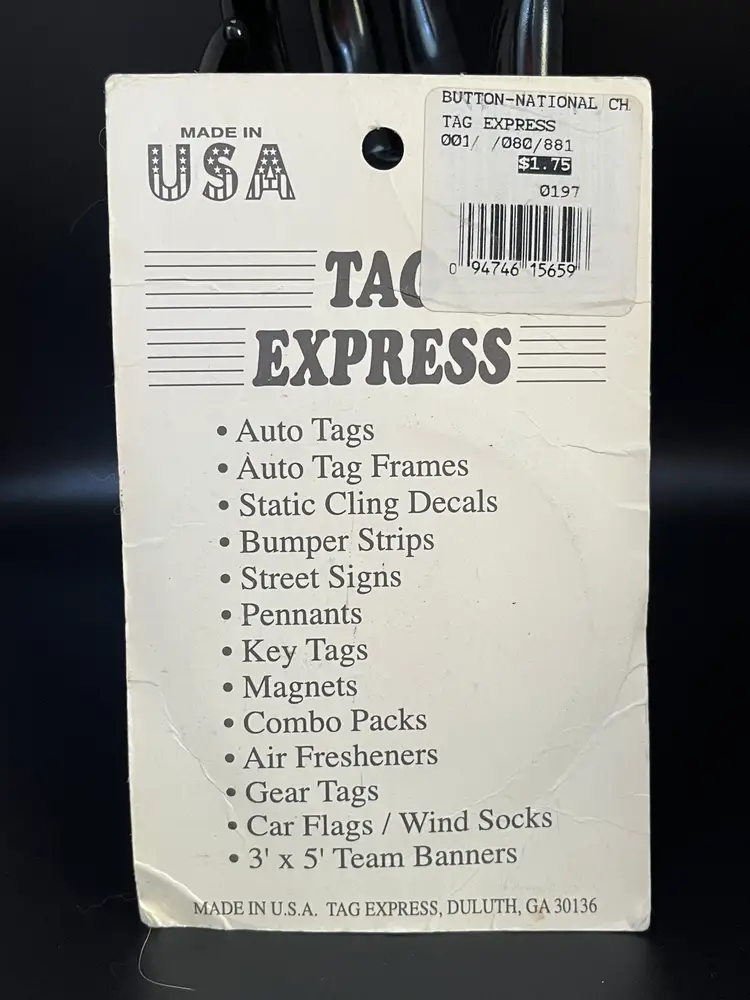 MADE IN
USA
BUTTON-NATIONAL CH
TAG EXPRESS
001/ /080/881
$1.75
0197
0 94746 15659
TAG
EXPRESS
• Auto Tags
• Auto Tag Frames
• Static Cling Decals
• Bumper Strips
• Street Signs
• Pennants
• Key Tags
• Magnets
• Combo Packs
• Air Fresheners
• Gear Tags
• Car Flags / Wind Socks
• 3' x 5' Team Banners
MADE IN U.S.A. TAG EXPRESS, DULUTH, GA 30136